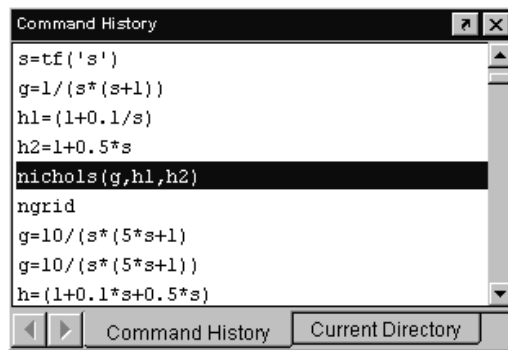 Command History
s=tf('s')
g=1/(s*(s+1))
h1=(1+0.1/s)
h2=1+0.5*s
nichols(g,h1,h2)
ngrid
g=10/(s*(5*s+1)
g=10/(s*(5*s+1))
h=(1+0.1*s+0.5*s)
Command History
Current Directory